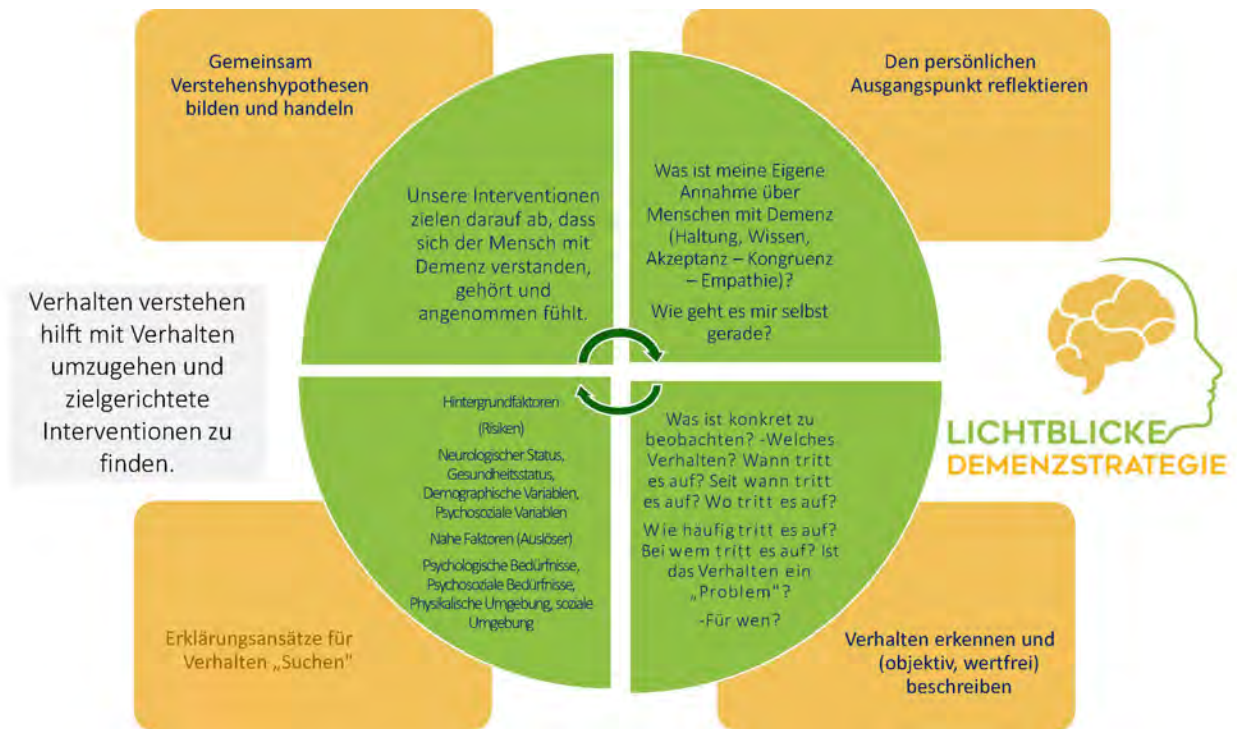 Gemeinsam
Verstehenshypothesen
bilden und handeln
Den persönlichen
Ausgangspunkt reflektieren
Unsere Interventionen
zielen darauf ab, dass
sich der Mensch mit
Demenz verstanden,
gehört und
angenommen fühlt.
Was ist meine Eigene
Annahme über
Menschen mit Demenz
(Haltung, Wissen,
Akzeptanz – Kongruenz
– Empathie)?
Wie geht es mir selbst
gerade?
Verhalten verstehen
hilft mit Verhalten
umzugehen und
zielgerichtete
Interventionen zu
finden.
LICHTBLICKE
DEMENZSTRATEGIE
Hintergrundfaktoren
(Risiken)
Neurologischer Status,
Gesundheitsstatus,
Demographische Variablen,
Psychosoziale Variablen
Nahe Faktoren (Auslöser)
Psychologische Bedürfnisse,
Psychosoziale Bedürfnisse,
Physikalische Umgebung, soziale
Umgebung
Was ist konkret zu
beobachten? -Welches
Verhalten? Wann tritt
es auf? Seit wann tritt
es auf? Wo tritt es auf?
Wie haufig tritt es auf?
Bei wem tritt es auf? Ist
das Verhalten ein
„Problem"?
-Für wen?
Erklärungsansätze für
Verhalten „Suchen"
Verhalten erkennen und
(objektiv, wertfrei)
beschreiben